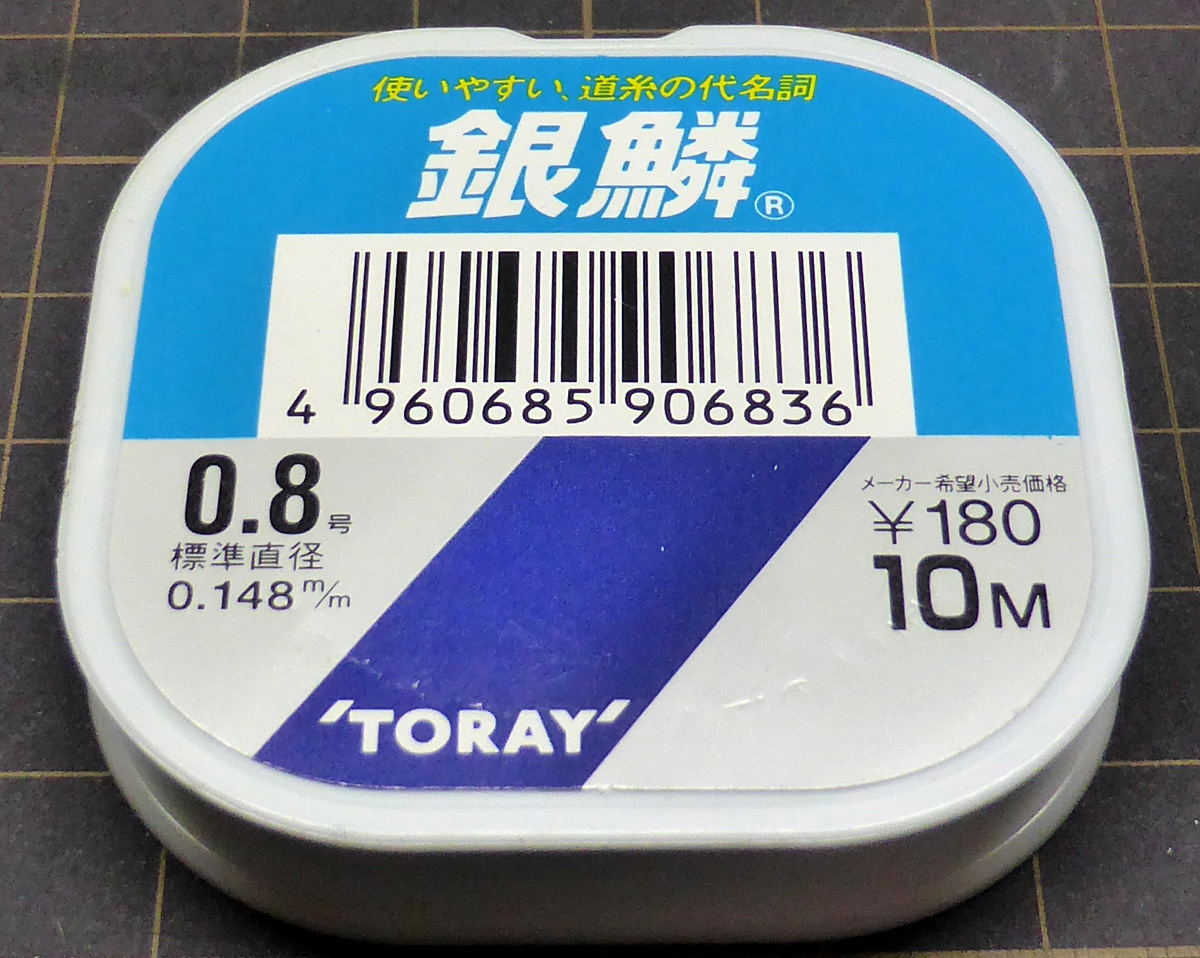 使いやすい、道糸の代名詞
銀鱗®
4 960685 906836
0.8号
標準直径
0.148m/m
メーカー希望小売価格
¥180
10M
'TORAY'